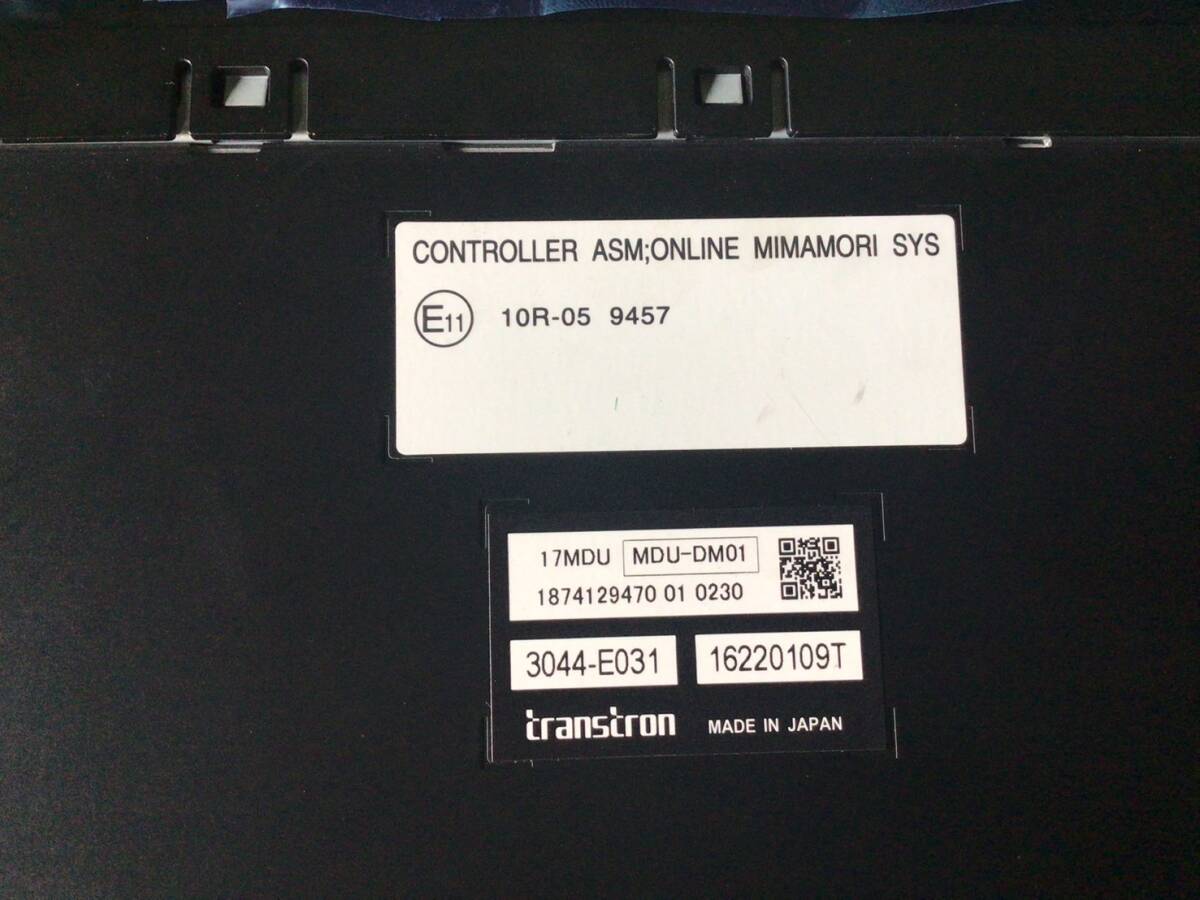 CONTROLLER ASM;ONLINE MIMAMORI SYS
E11 10R-05 9457
17MDU MDU-DM01
1874129470 01 0230
3044-E031 16220109T
transtron MADE IN JAPAN